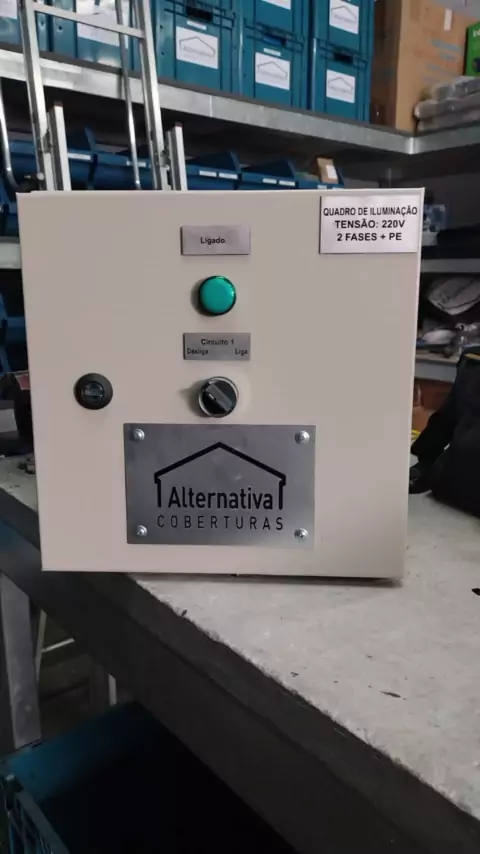 QUADRO DE ILUMINAÇÃO
TENSÃO: 220V
2 FASES + PE
Ligado
Circuito 1
Desliga Liga
Alternativa
COBERTURAS